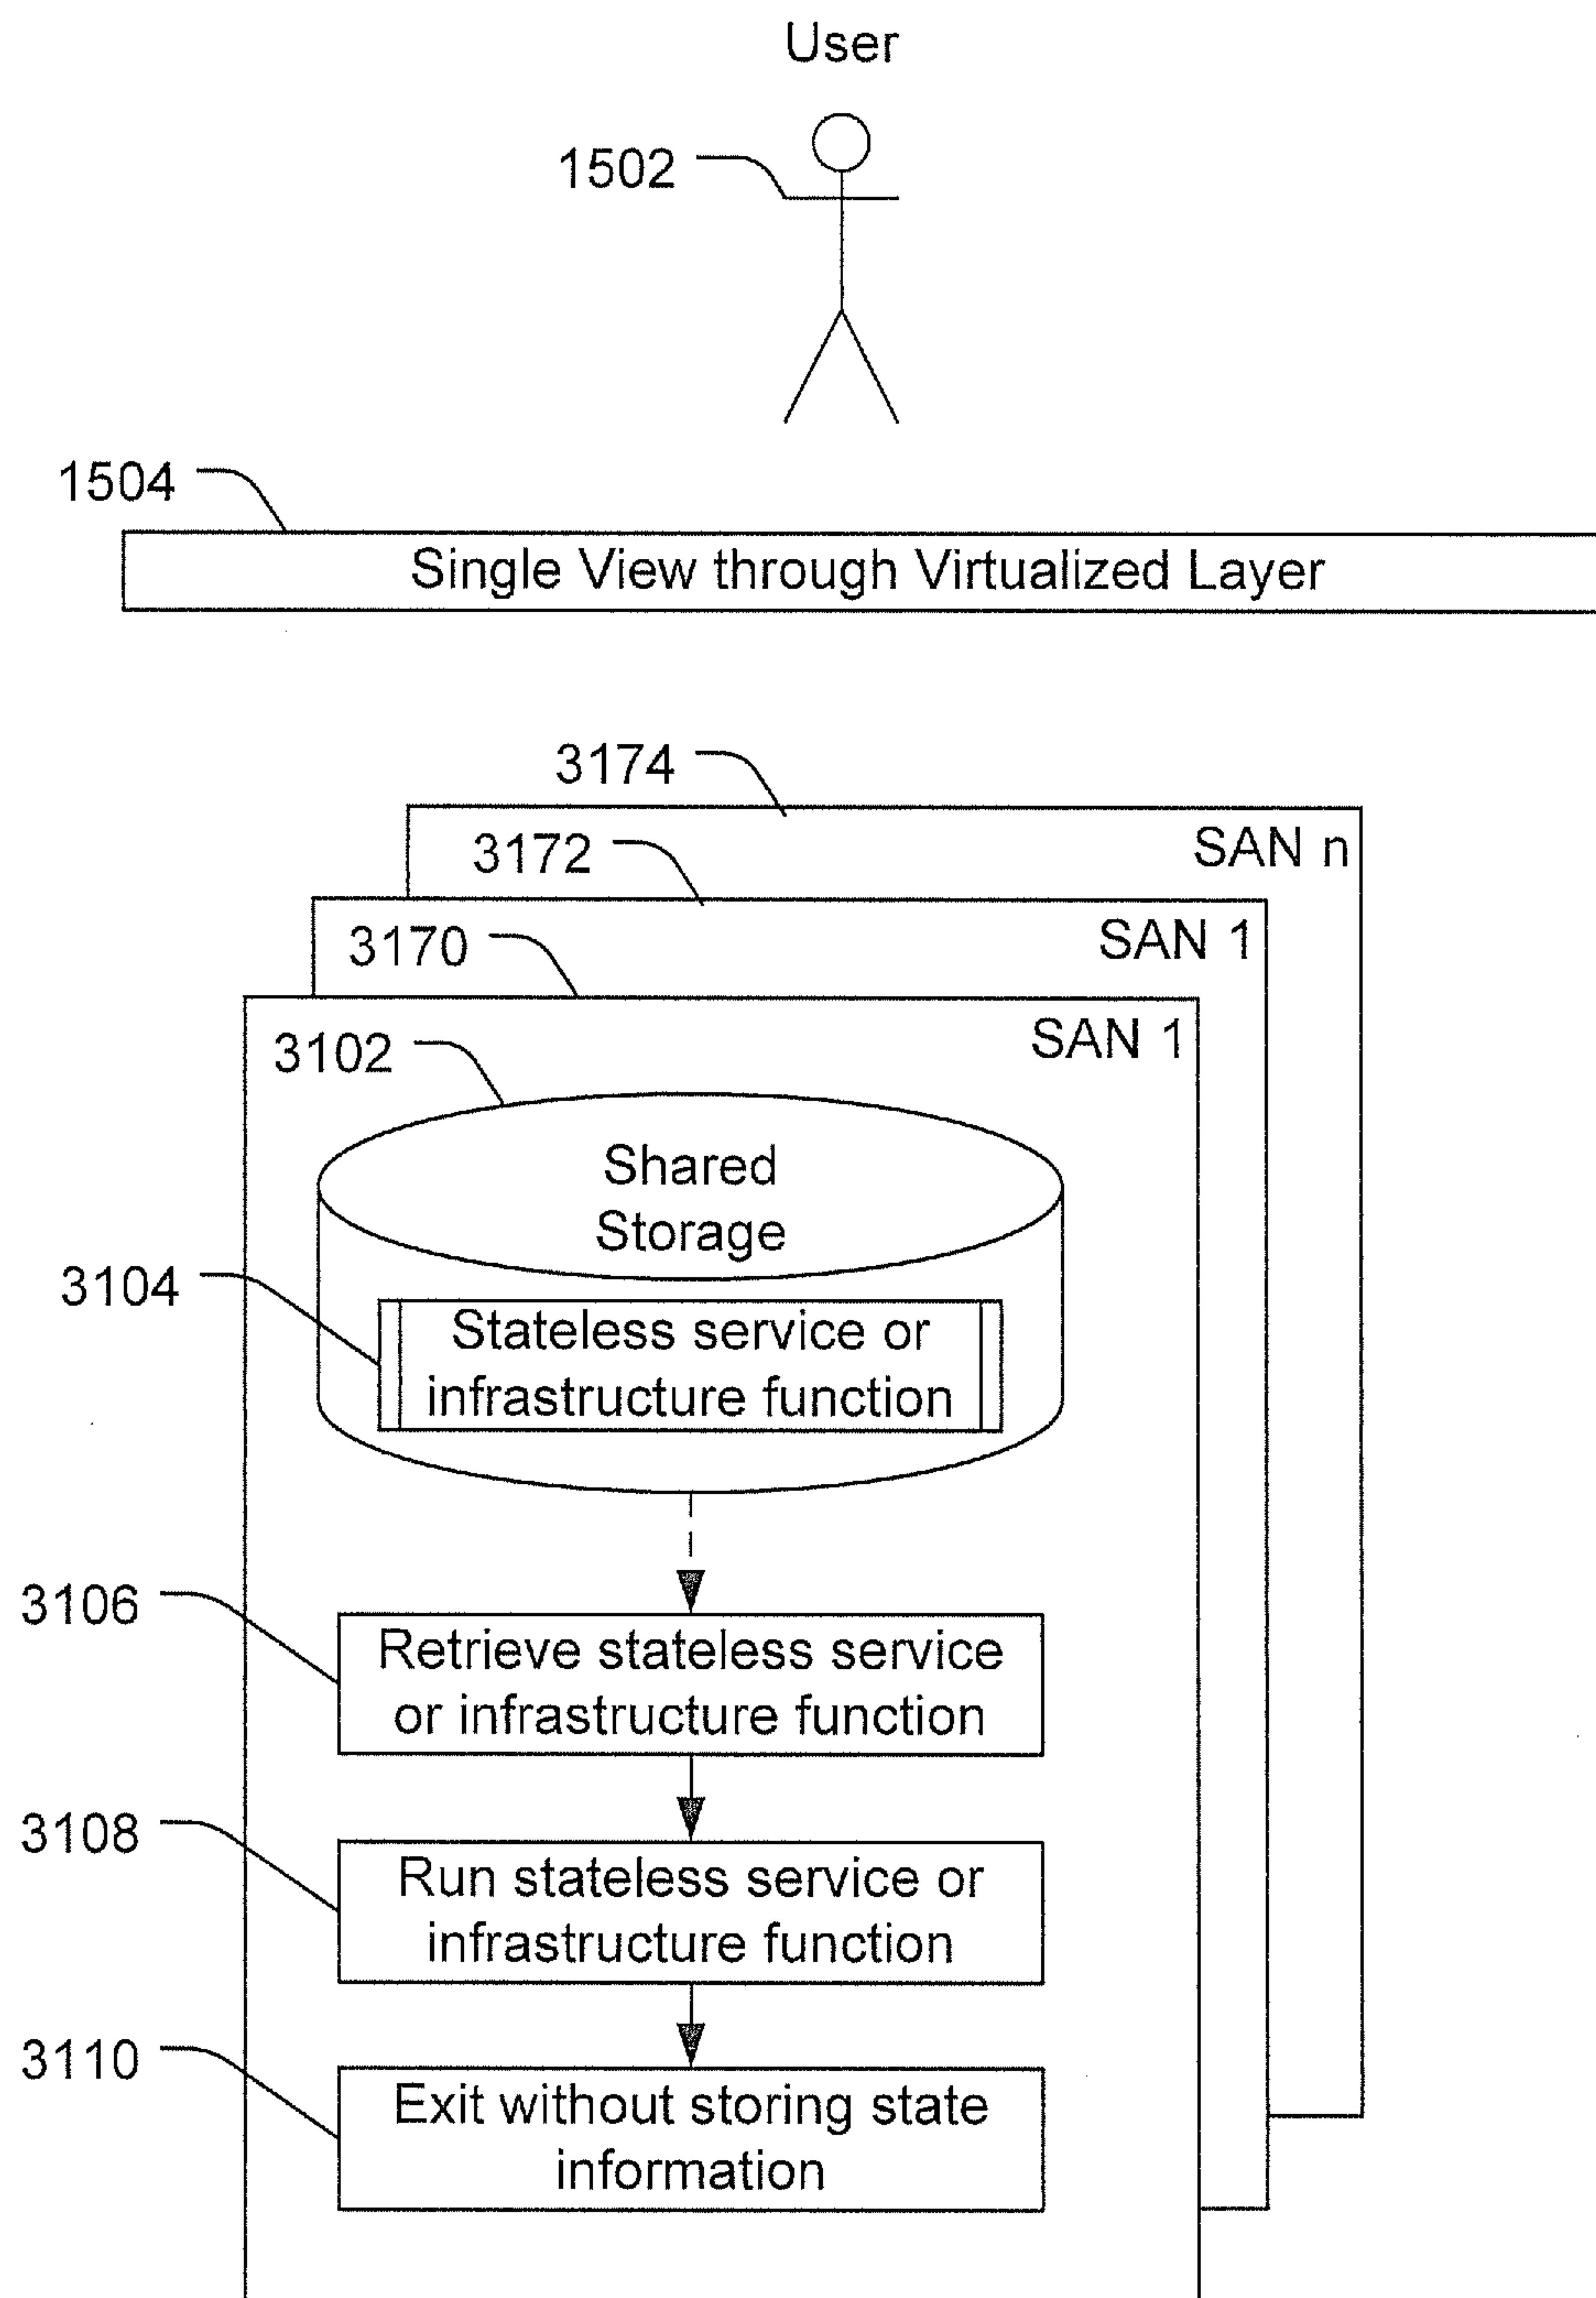 User
1502
1504
Single View through Virtualized Layer
3174
SAN n
3172
SAN 1
3170
SAN 1
3102
Shared
Storage
3104
Stateless service or
infrastructure function
3106
Retrieve stateless service
or infrastructure function
3108
Run stateless service or
infrastructure function
3110
Exit without storing state
information